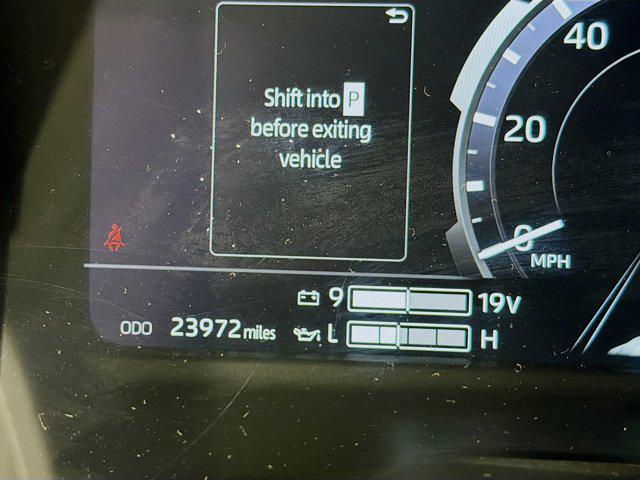 Shift into P
before exiting
vehicle
40
20
0
MPH
9 19V
ODO 23972 miles
L H